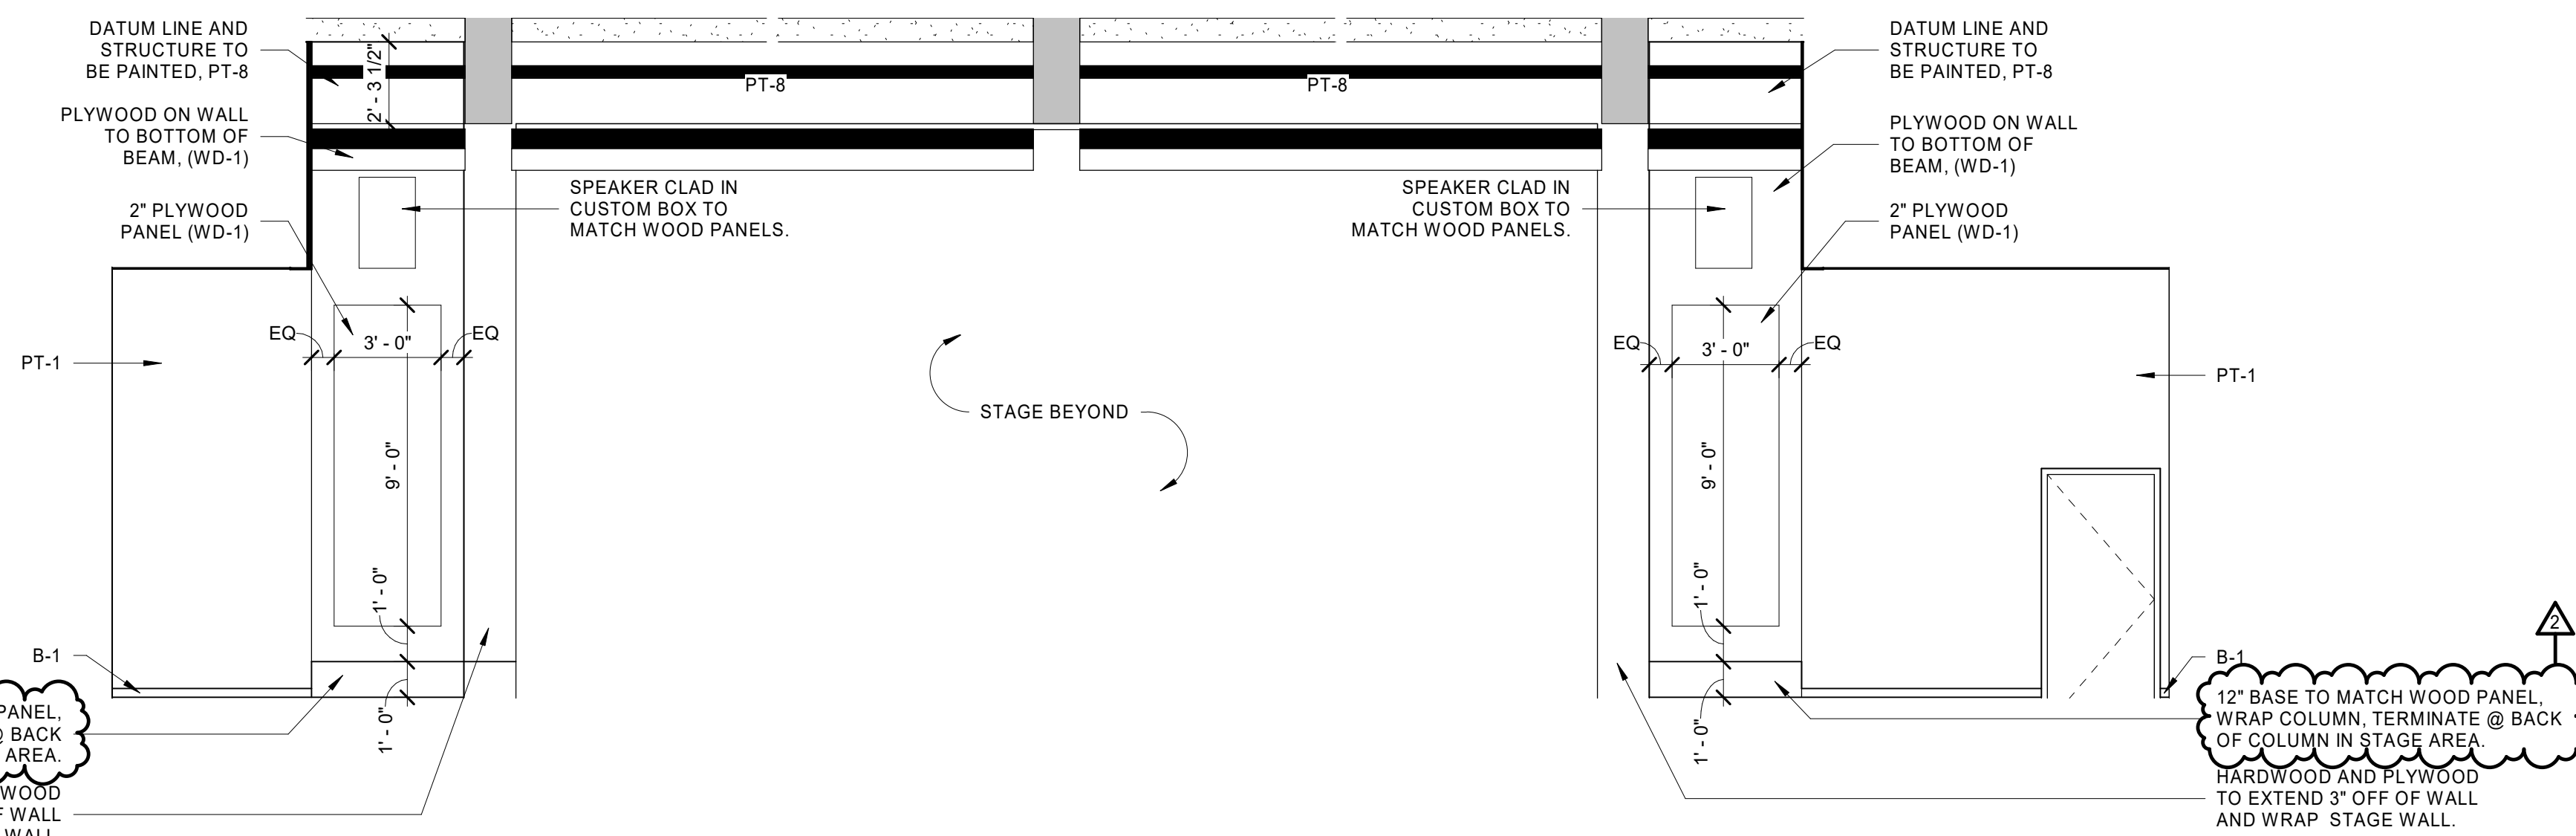 DATUM LINE AND
STRUCTURE TO
BE PAINTED, PT-8
PLYWOOD ON WALL
TO BOTTOM OF
BEAM, (WD-1)
2" PLYWOOD
PANEL (WD-1)
2' - 3 1/2"
PT-8
PT-8
SPEAKER CLAD IN
CUSTOM BOX TO
MATCH WOOD PANELS.
SPEAKER CLAD IN
CUSTOM BOX TO
MATCH WOOD PANELS.
DATUM LINE AND
STRUCTURE TO
BE PAINTED, PT-8
PLYWOOD ON WALL
TO BOTTOM OF
BEAM, (WD-1)
2" PLYWOOD
PANEL (WD-1)
EQ
3' - 0"
EQ
PT-1
9' - 0"
1' - 0"
1' - 0"
B-1
STAGE BEYOND
EQ
3' - 0"
EQ
PT-1
9' - 0"
1' - 0"
1' - 0"
B-1
2
PANEL,
@ BACK
AREA.
WOOD
F WALL
WALL.
12" BASE TO MATCH WOOD PANEL,
WRAP COLUMN, TERMINATE @ BACK
OF COLUMN IN STAGE AREA.
HARDWOOD AND PLYWOOD
TO EXTEND 3" OFF OF WALL
AND WRAP STAGE WALL.